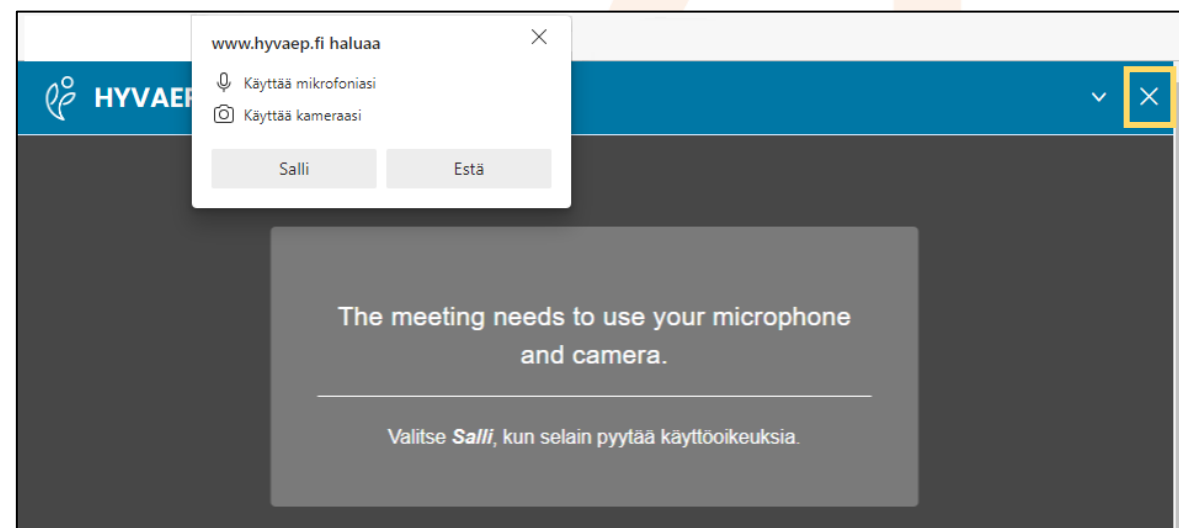 www.hyvaep.fi haluaa
Käyttää mikrofoniasi
Käyttää kameraasi
Salli Estä
HYVAEP
The meeting needs to use your microphone
and camera.
Valitse Salli, kun selain pyytää käyttöoikeuksia.